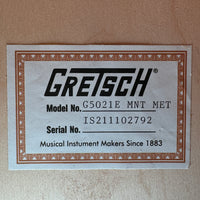 GRETSCH®
Model No. G5021E MNT MET
IS211102792
Serial No.
Musical Instument Makers Since 1883